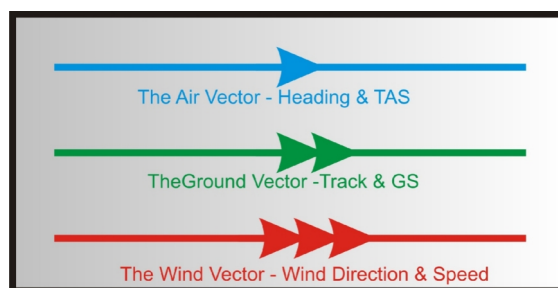 The Air Vector - Heading & TAS
TheGround Vector -Track & GS
The Wind Vector - Wind Direction & Speed